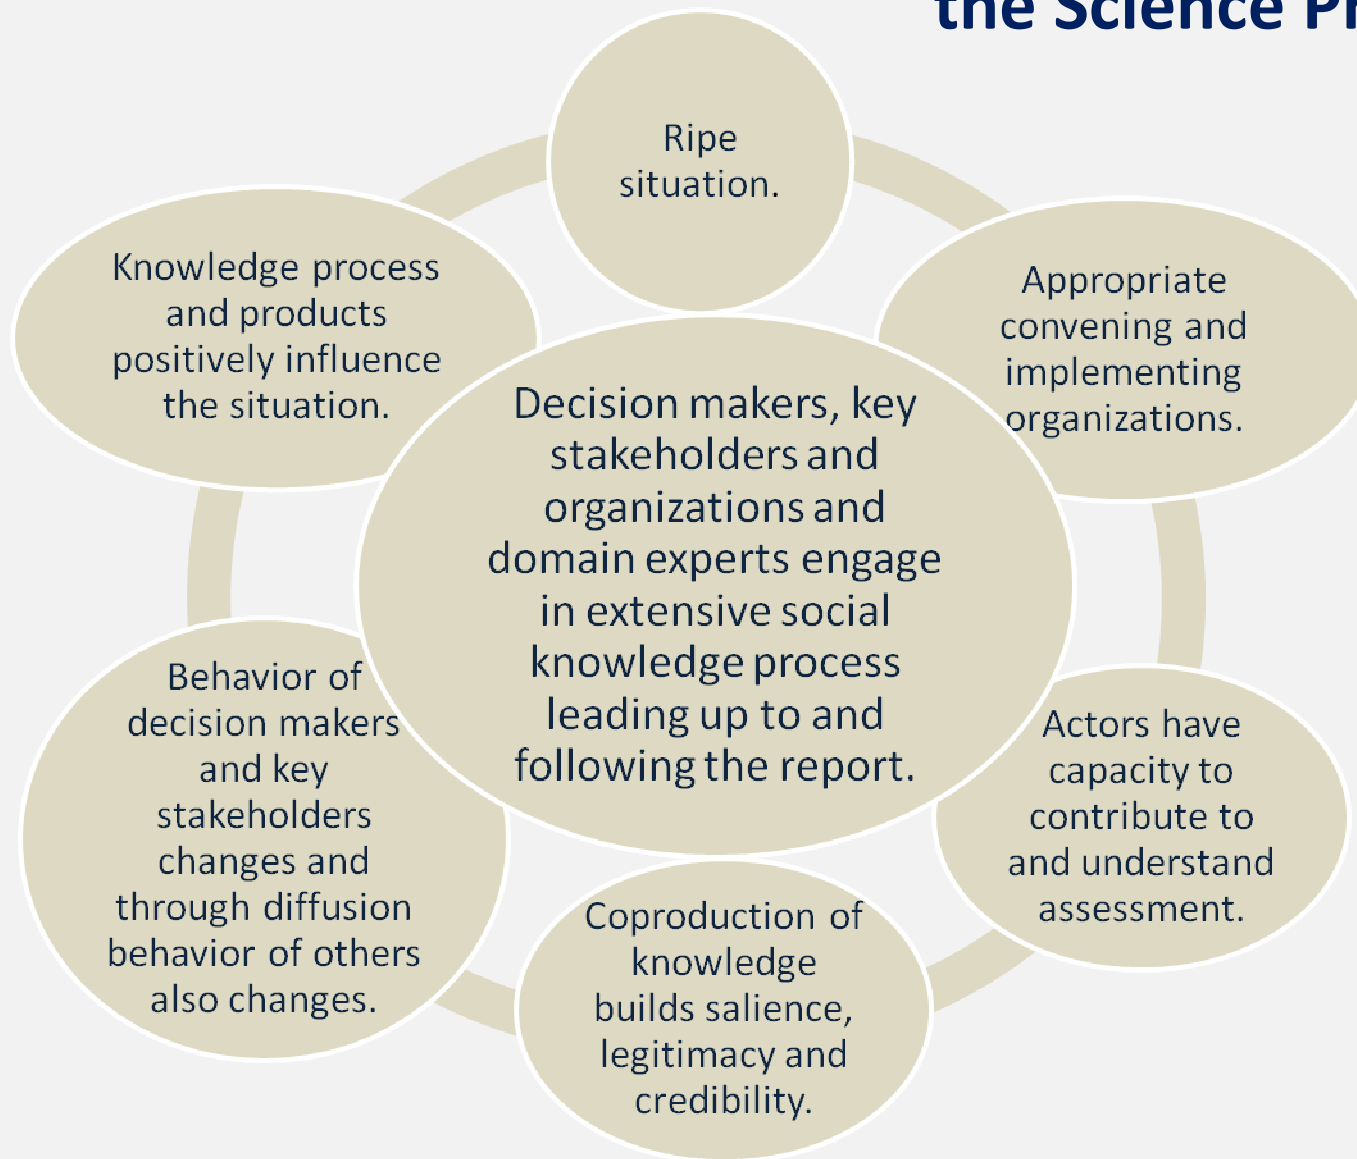 the Science Pr
Ripe
situation.
Appropriate
convening and
implementing
organizations.
Actors have
capacity to
contribute to
and understand
assessment.
Coproduction of
knowledge
builds salience,
legitimacy and
credibility.
Behavior of
decision makers
and key
stakeholders
changes and
through diffusion
behavior of others
also changes.
Knowledge process
and products
positively influence
the situation.
Decision makers, key
stakeholders and
organizations and
domain experts engage
in extensive social
knowledge process
leading up to and
following the report.